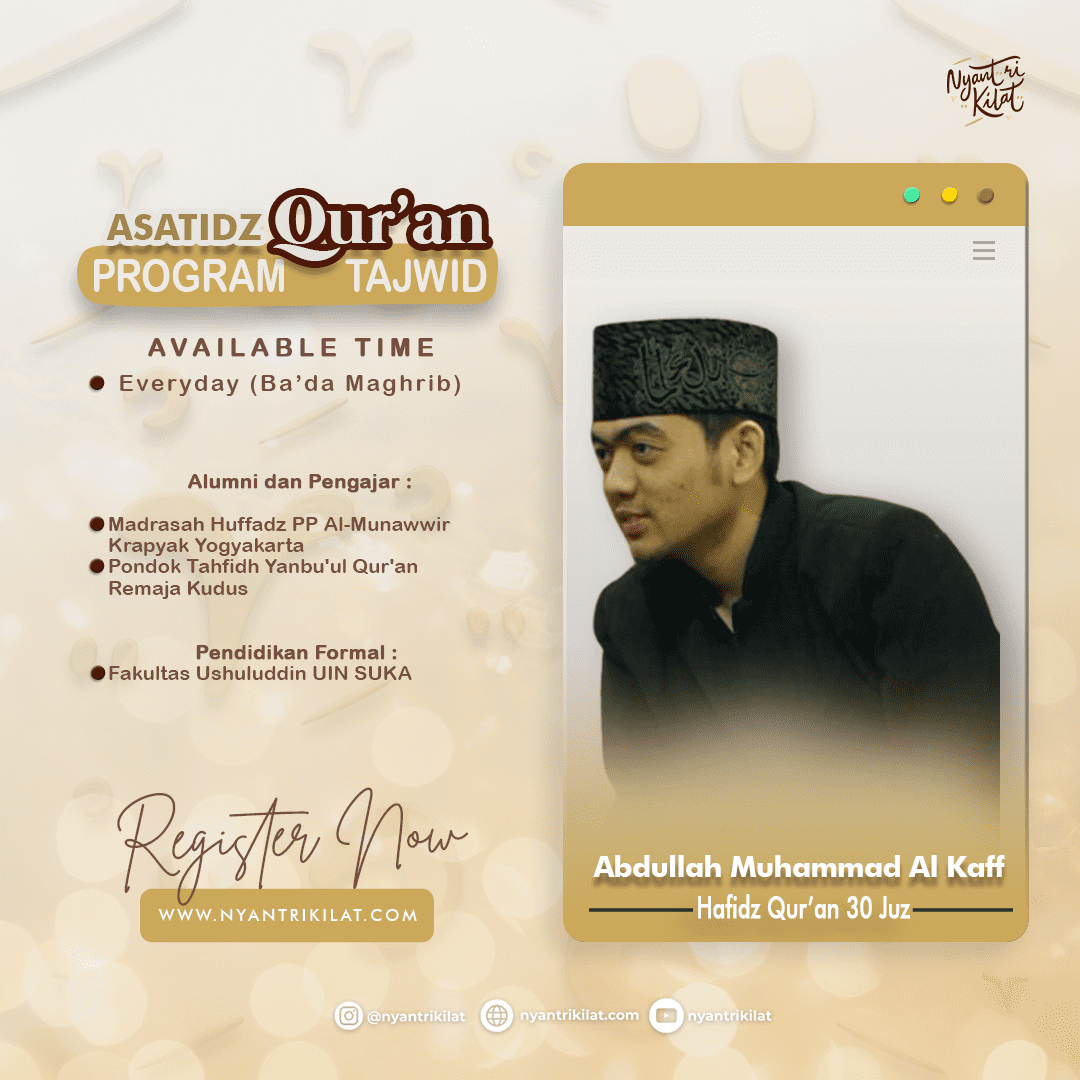 Nyantri
Kilat
ASATIDZ Qur'an
PROGRAM TAJWID
AVAILABLE TIME
Everyday (Ba'da Maghrib)
Alumni dan Pengajar :
Madrasah Huffadz PP Al-Munawwir
Krapyak Yogyakarta
Pondok Tahfidh Yanbu'ul Qur'an
Remaja Kudus
Pendidikan Formal :
Fakultas Ushuluddin UIN SUKA
Register Now
WWW.NYANTRIKILAT.COM
Abdullah Muhammad Al Kaff
Hafidz Qur'an 30 Juz
@nyantrikilat nyantrikilat.com nyantrikilat